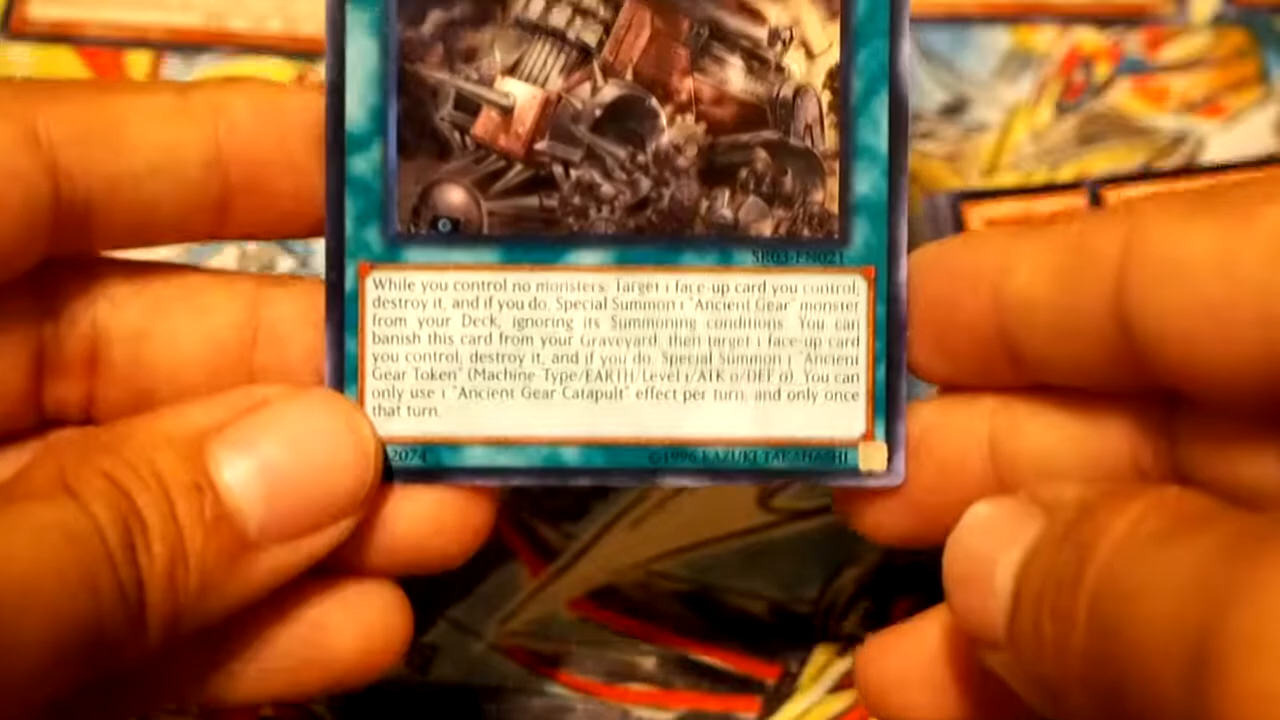 SR03-EN021
While you control no monsters: Target 1 face-up card you control;
destroy it, and if you do, Special Summon 1 "Ancient Gear" monster
from your Deck, ignoring its Summoning conditions. You can
banish this card from your Graveyard, then target 1 face-up card
you control; destroy it, and if you do, Special Summon 1 "Ancient
Gear Token" (Machine-Type/EARTH/Level 1/ATK 0/DEF 0). You can
only use 1 "Ancient Gear Catapult" effect per turn, and only once
that turn.
2074
©1996 KAZUKI TAKAHASHI